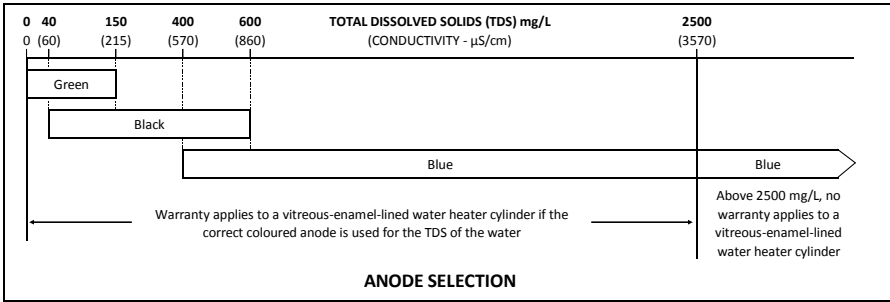 0 40 150 400 600 TOTAL DISSOLVED SOLIDS (TDS) mg/L 2500
0 (60) (215) (570) (860) (CONDUCTIVITY - µS/cm) (3570)
Green
Black
Blue Blue
Warranty applies to a vitreous-enamel-lined water heater cylinder if the
correct coloured anode is used for the TDS of the water
Above 2500 mg/L, no
warranty applies to a
vitreous-enamel-lined
water heater cylinder
ANODE SELECTION